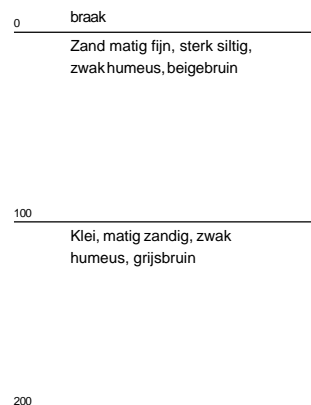 0 braak
Zand matig fijn, sterk siltig,
zwak humeus, beigebruin
100
Klei, matig zandig, zwak
humeus, grijsbruin
200